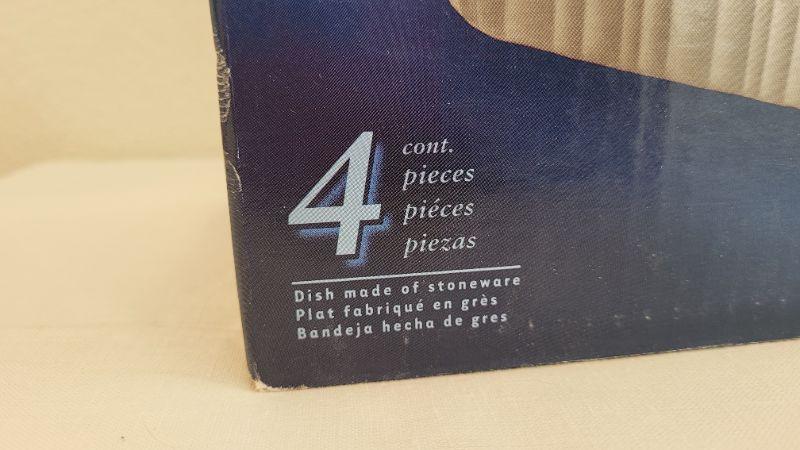 4
cont.
pieces
piéces
piezas
Dish made of stoneware
Plat fabriqué en grès
Bandeja hecha de gres